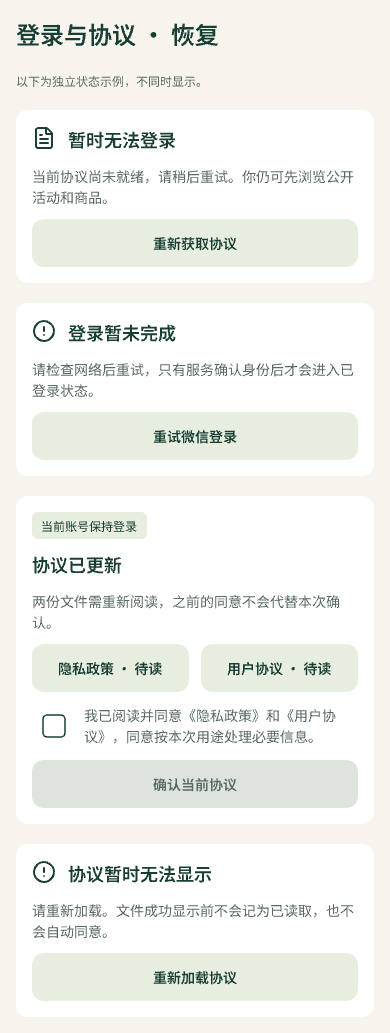 登录与协议 · 恢复
以下为独立状态示例，不同时显示。
暂时无法登录
当前协议尚未就绪，请稍后重试。你仍可先浏览公开
活动和商品。
重新获取协议
登录暂未完成
请检查网络后重试，只有服务确认身份后才会进入已
登录状态。
重试微信登录
当前账号保持登录
协议已更新
两份文件需重新阅读，之前的同意不会代替本次确
认。
隐私政策 · 待读
用户协议 · 待读
我已阅读并同意《隐私政策》和《用户协
议》，同意按本次用途处理必要信息。
确认当前协议
协议暂时无法显示
请重新加载。文件成功显示前不会记为已读取，也不
会自动同意。
重新加载协议